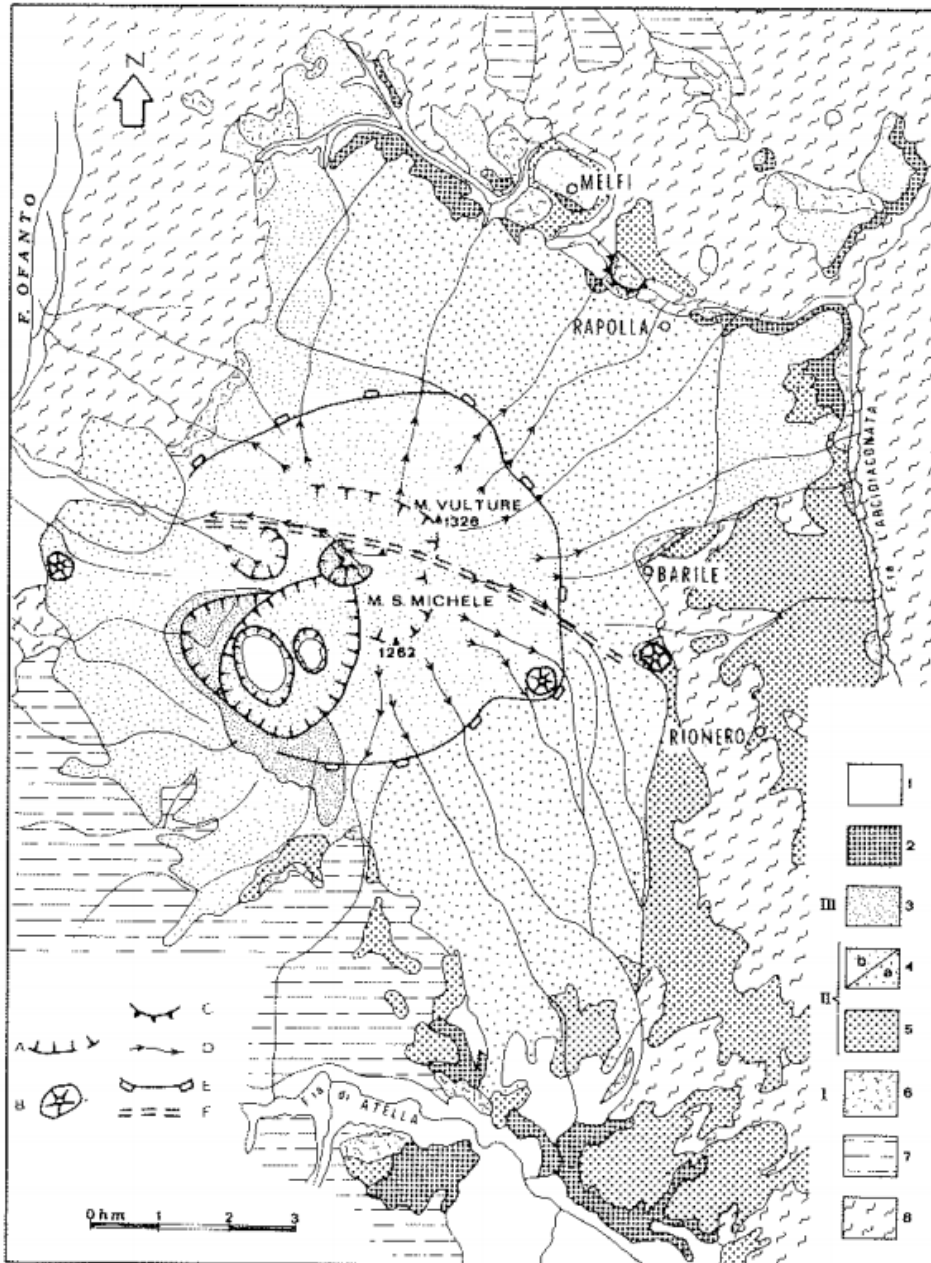 N
MELFI
F. OFANTO
RAPOLLA
F.RA ARCIDIACONATA
M. VULTURE
1326
BARILE
M. S. MICHELE
1262
RIONERO
1
2
III
3
b
a
4
II
5
I
6
7
8
A
B
C
D
E
F
F.ra di ATELLA
0 hm
1
2
3